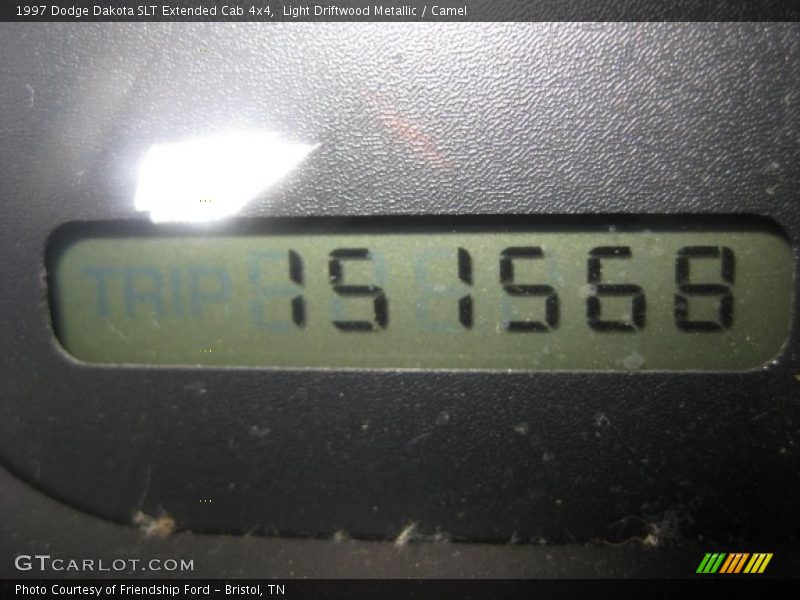 1997 Dodge Dakota SLT Extended Cab 4x4, Light Driftwood Metallic / Camel
TRIP 151568
GTCARLOT.COM
Photo Courtesy of Friendship Ford - Bristol, TN